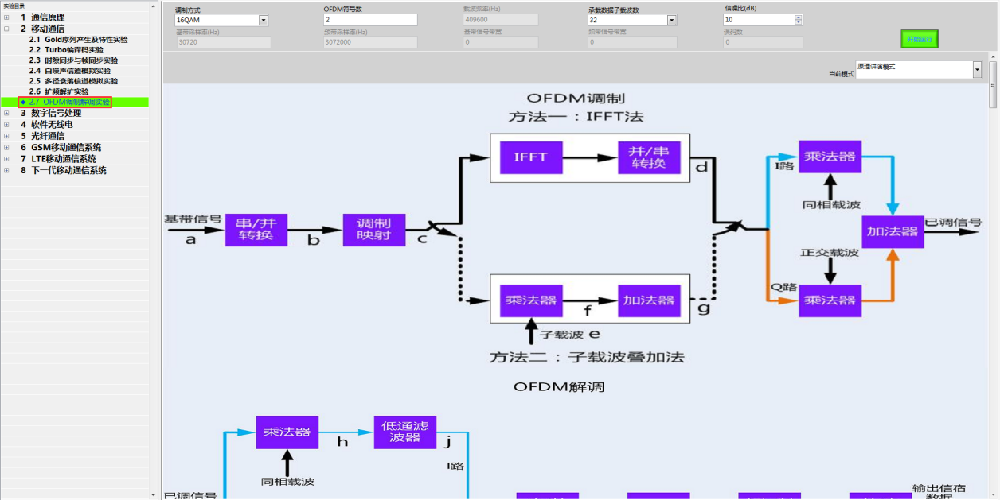 实验目录
1 通信原理
2 移动通信
2.1 Gold序列产生及特性实验
2.2 Turbo编译码实验
2.3 时隙同步与帧同步实验
2.4 白噪声信道模拟实验
2.5 多径衰落信道模拟实验
2.6 扩频解扩实验
2.7 OFDM调制解调实验
3 数字信号处理
4 软件无线电
5 光纤通信
6 GSM移动通信系统
7 LTE移动通信系统
8 下一代移动通信系统
调制方式 OFDM符号数 载波频率(Hz) 承载数据子载波数 信噪比(dB)
16QAM 2 409600 32 10
基带采样率(Hz) 频带采样率(Hz) 基带信号带宽 频带信号带宽 误码数
30720 3072000 0 0 0
开始运行
当前模式 原理讲演模式
OFDM调制
方法一：IFFT法
IFFT 并/串
转换
d
I路
乘法器
同相载波
基带信号
a
串/并
转换
b
调制
映射
c
加法器
已调信号
正交载波
Q路
乘法器
乘法器
f
加法器
g
子载波 e
方法二：子载波叠加法
OFDM解调
乘法器
h
低通滤
波器
j
同相载波
I路
已调信号
输出信宿
数据